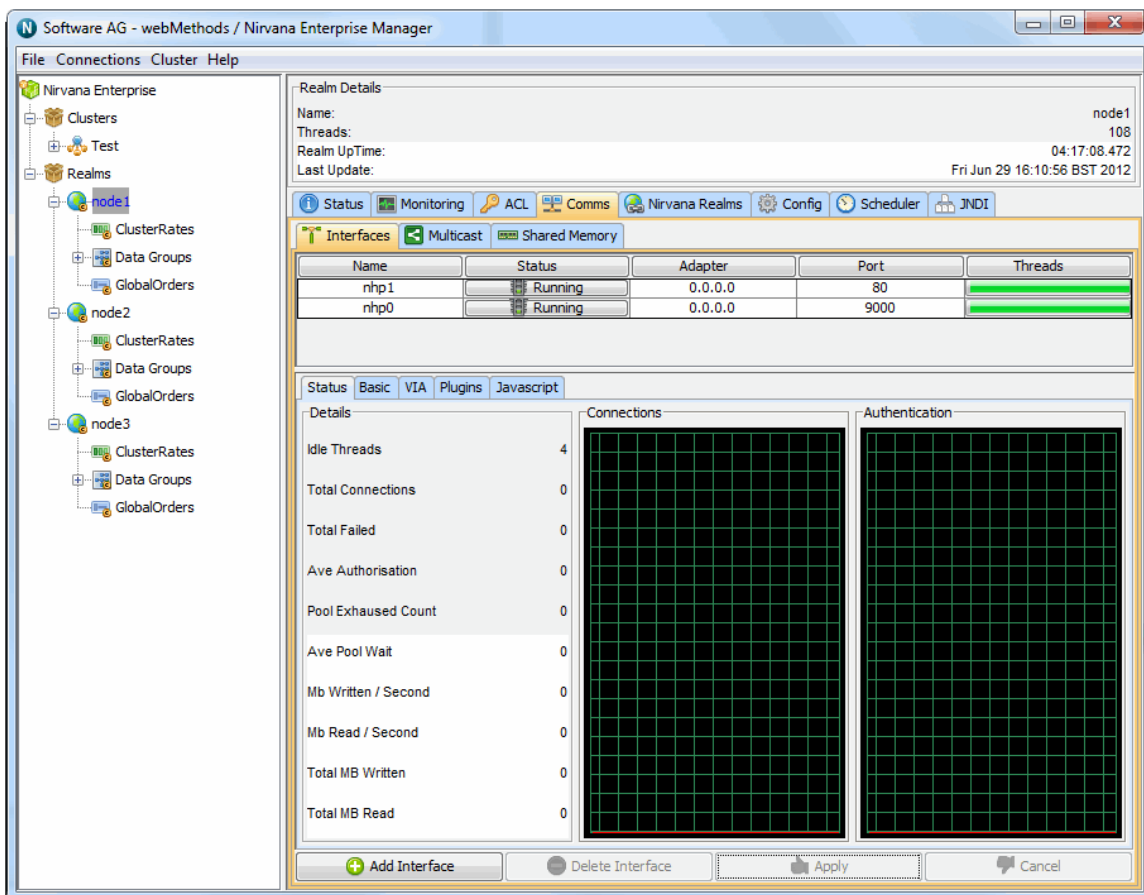 Software AG - webMethods / Nirvana Enterprise Manager
File Connections Cluster Help
Nirvana Enterprise
Clusters
Test
Realms
node1
ClusterRates
Data Groups
GlobalOrders
node2
ClusterRates
Data Groups
GlobalOrders
node3
ClusterRates
Data Groups
GlobalOrders
Realm Details
Name: node1
Threads: 108
Realm UpTime: 04:17:08.472
Last Update: Fri Jun 29 16:10:56 BST 2012
Status Monitoring ACL Comms Nirvana Realms Config Scheduler JNDI
Interfaces Multicast Shared Memory
Name Status Adapter Port Threads
nhp1 Running 0.0.0.0 80
nhp0 Running 0.0.0.0 9000
Status Basic VIA Plugins Javascript
Details
Idle Threads 4
Total Connections 0
Total Failed 0
Ave Authorisation 0
Pool Exhaused Count 0
Ave Pool Wait 0
Mb Written / Second 0
Mb Read / Second 0
Total MB Written 0
Total MB Read 0
Connections
Authentication
Add Interface Delete Interface Apply Cancel